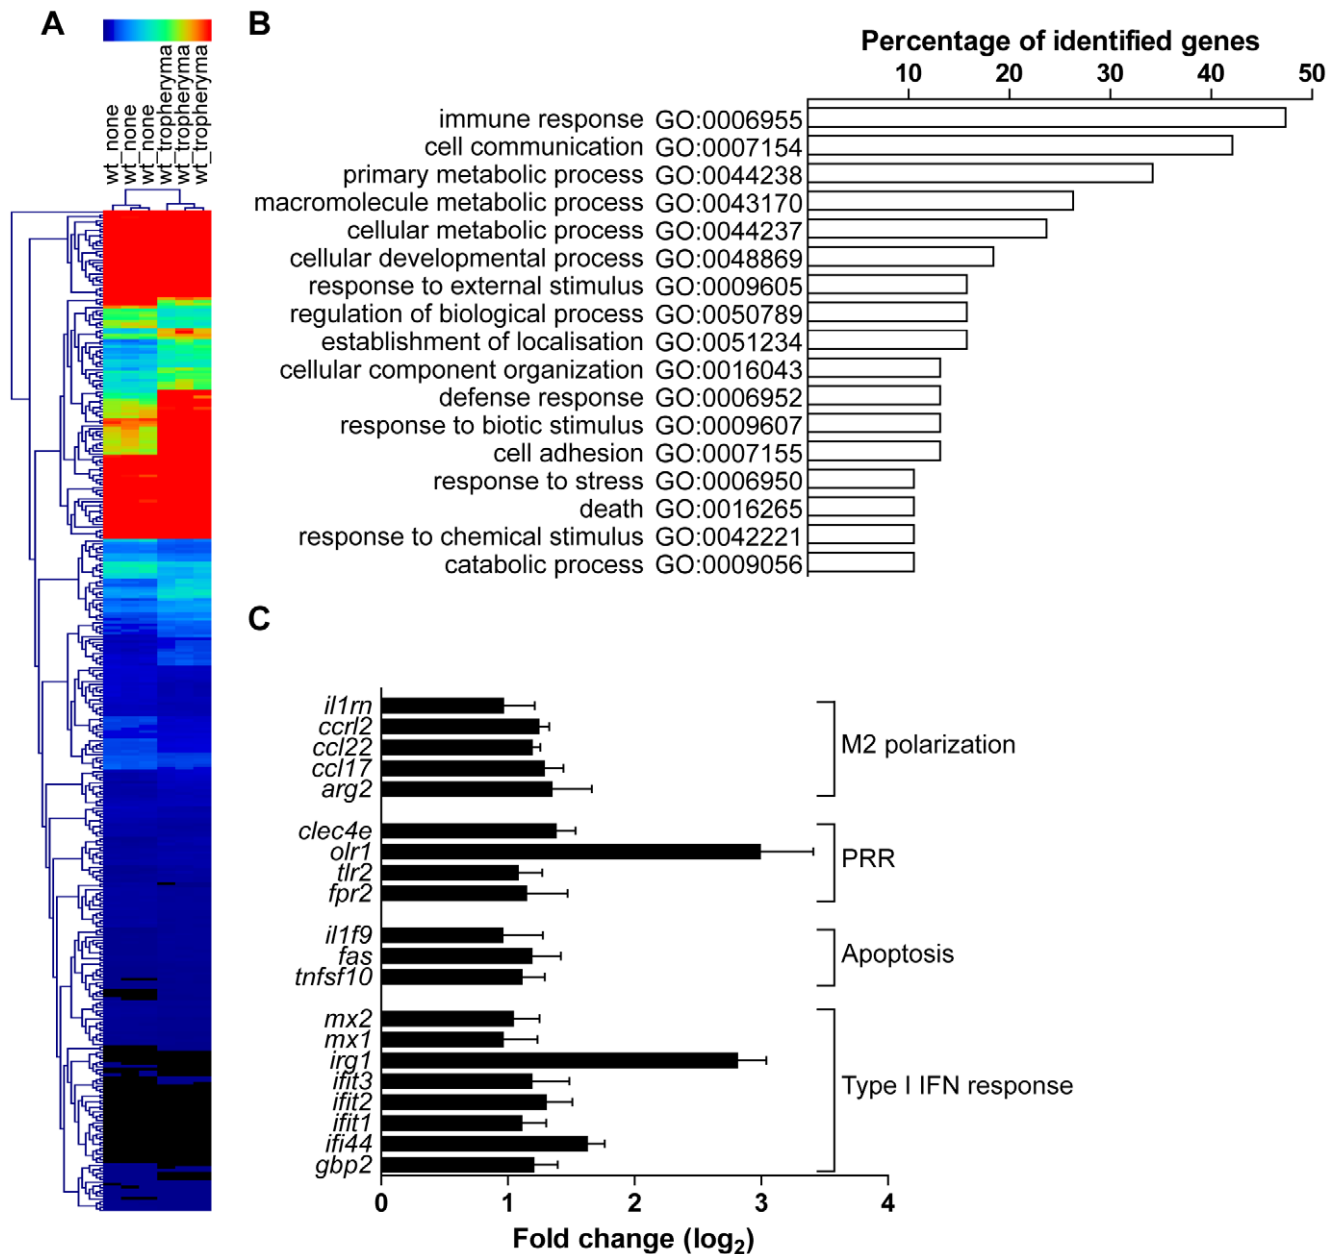 A
B
wt_none
wt_none
wt_none
wt_tropheryma
wt_tropheryma
wt_tropheryma
Percentage of identified genes
10 20 30 40 50
immune response GO:0006955
cell communication GO:0007154
primary metabolic process GO:0044238
macromolecule metabolic process GO:0043170
cellular metabolic process GO:0044237
cellular developmental process GO:0048869
response to external stimulus GO:0009605
regulation of biological process GO:0050789
establishment of localisation GO:0051234
cellular component organization GO:0016043
defense response GO:0006952
response to biotic stimulus GO:0009607
cell adhesion GO:0007155
response to stress GO:0006950
death GO:0016265
response to chemical stimulus GO:0042221
catabolic process GO:0009056
C
il1rn
ccrl2
ccl22
ccl17
arg2
M2 polarization
clec4e
olr1
tlr2
fpr2
PRR
il1f9
fas
tnfsf10
Apoptosis
mx2
mx1
irg1
ifit3
ifit2
ifit1
ifi44
gbp2
Type I IFN response
0 1 2 3 4
Fold change (log2)